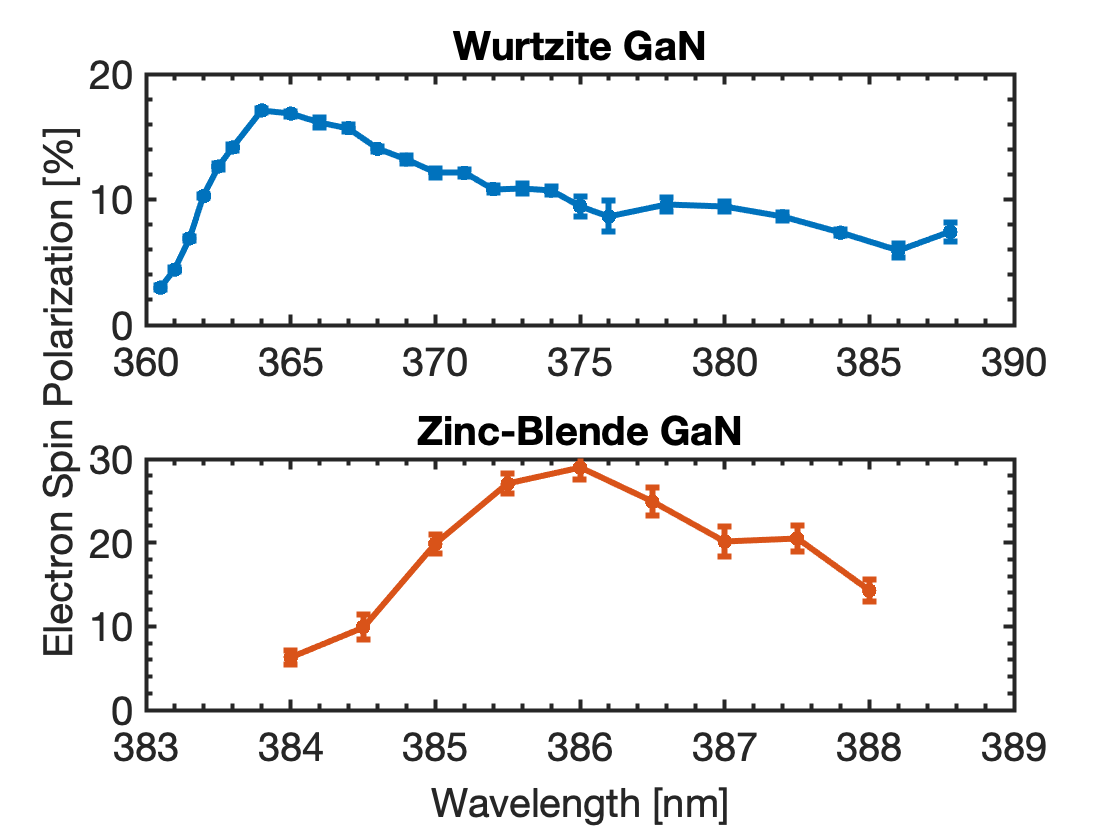 Wurtzite GaN
20
10
0
360 365 370 375 380 385 390
Electron Spin Polarization [%]
Zinc-Blende GaN
30
20
10
0
383 384 385 386 387 388 389
Wavelength [nm]